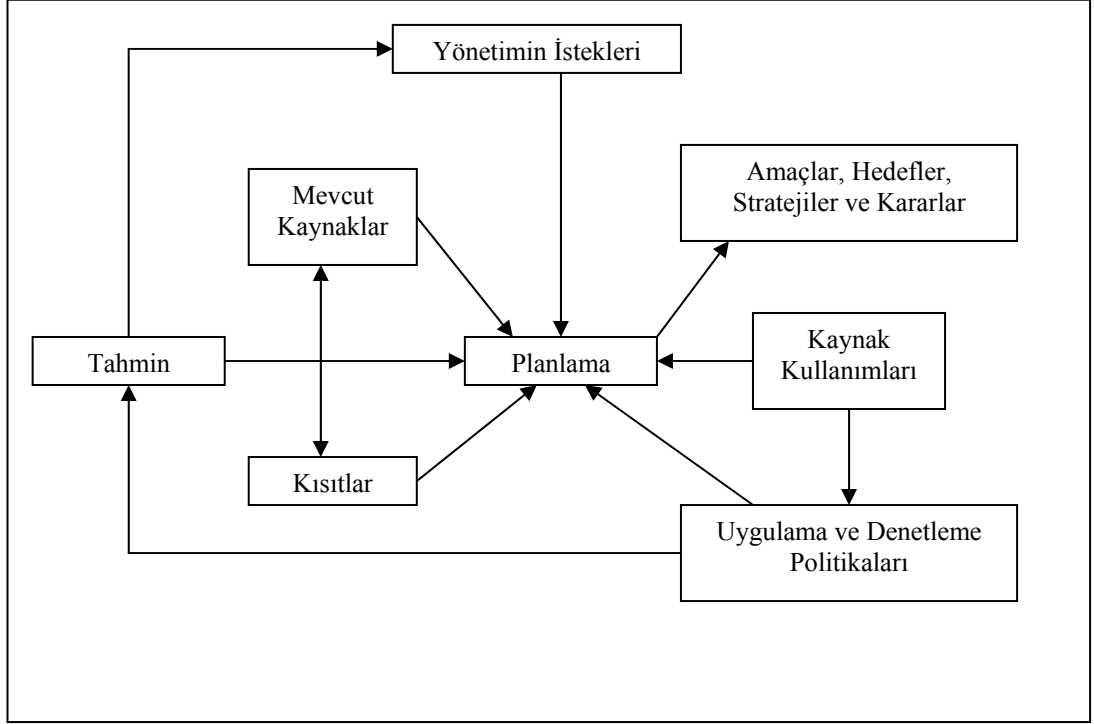 Yönetimin İstekleri
Amaçlar, Hedefler,
Stratejiler ve Kararlar
Mevcut
Kaynaklar
Tahmin
Planlama
Kaynak
Kullanımları
Kısıtlar
Uygulama ve Denetleme
Politikaları